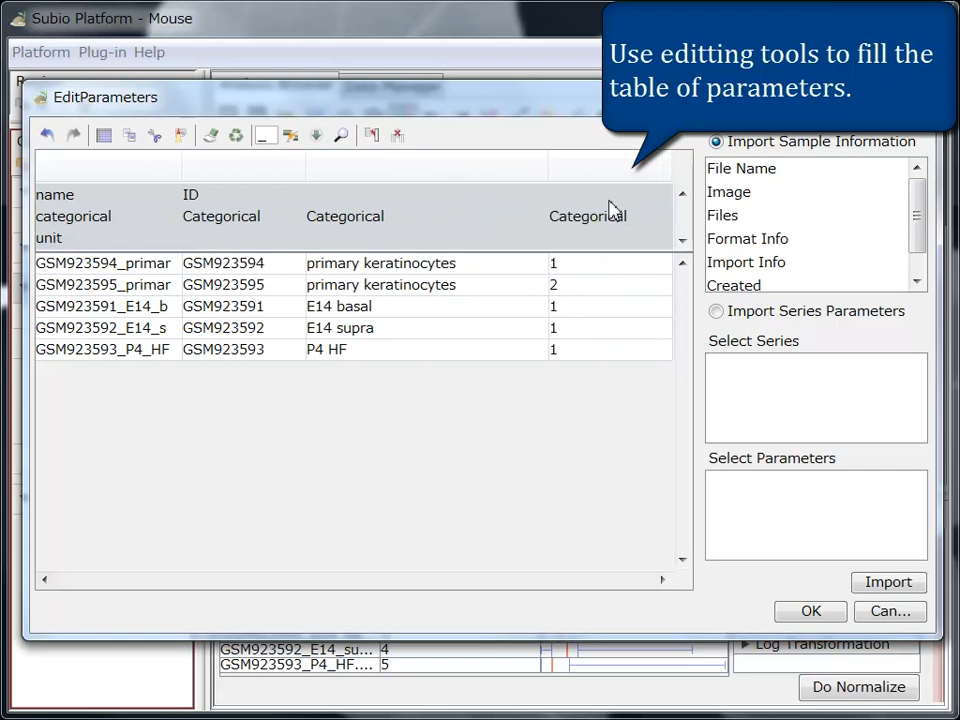 Subio Platform - Mouse
Use editting tools to fill the
table of parameters.
Platform Plug-in Help
EditParameters
Import Sample Information
File Name
Image
Files
Format Info
Import Info
Created
name ID
categorical Categorical Categorical Categorical
unit
GSM923594_primar GSM923594 primary keratinocytes 1
GSM923595_primar GSM923595 primary keratinocytes 2
GSM923591_E14_b GSM923591 E14 basal 1
GSM923592_E14_s GSM923592 E14 supra 1
GSM923593_P4_HF GSM923593 P4 HF 1
Import Series Parameters
Select Series
Select Parameters
Import
OK Can...
GSM923592_E14_su... 4
GSM923593_P4_HF.... 5
Log Transformation
Do Normalize